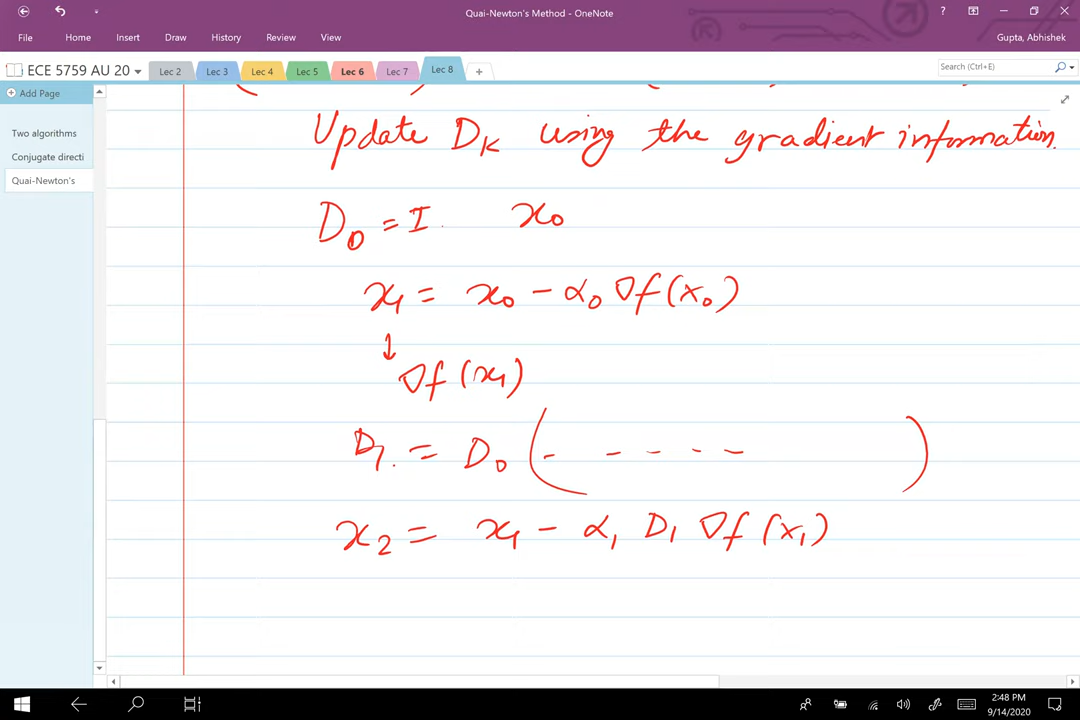 Quai-Newton's Method - OneNote
File Home Insert Draw History Review View
Gupta, Abhishek
ECE 5759 AU 20
Lec 2 Lec 3 Lec 4 Lec 5 Lec 6 Lec 7 Lec 8
Search (Ctrl+E)
Add Page
Two algorithms
Conjugate directi
Quai-Newton's
Update D_K using the gradient information.
D_0 = I. x_0
x_1 = x_0 - α_0 ∇f(x_0)
↓
∇f(x_1)
D_1. = D_0 ( - - - - - )
x_2 = x_1 - α_1 D_1 ∇f(x_1)
2:48 PM
9/14/2020